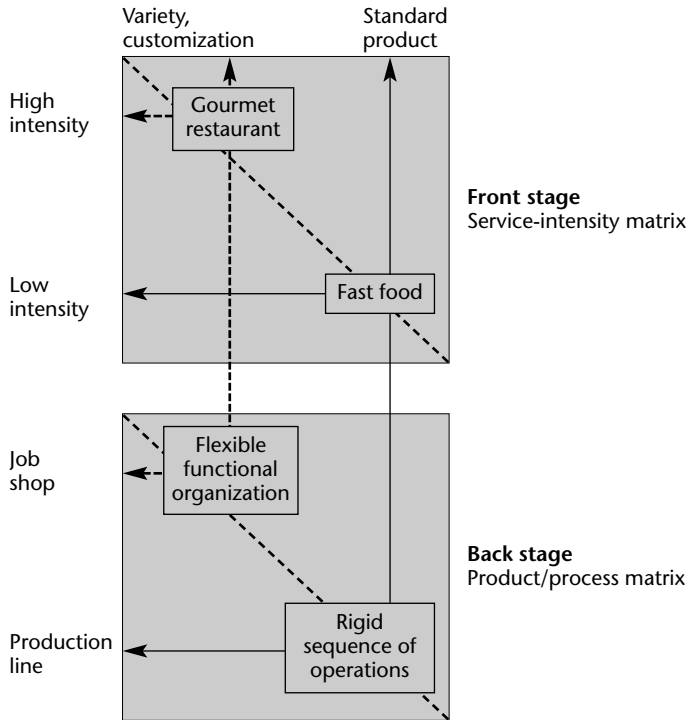 Variety,
customization
Standard
product
High
intensity
Gourmet
restaurant
Front stage
Service-intensity matrix
Low
intensity
Fast food
Job
shop
Flexible
functional
organization
Back stage
Product/process matrix
Production
line
Rigid
sequence of
operations